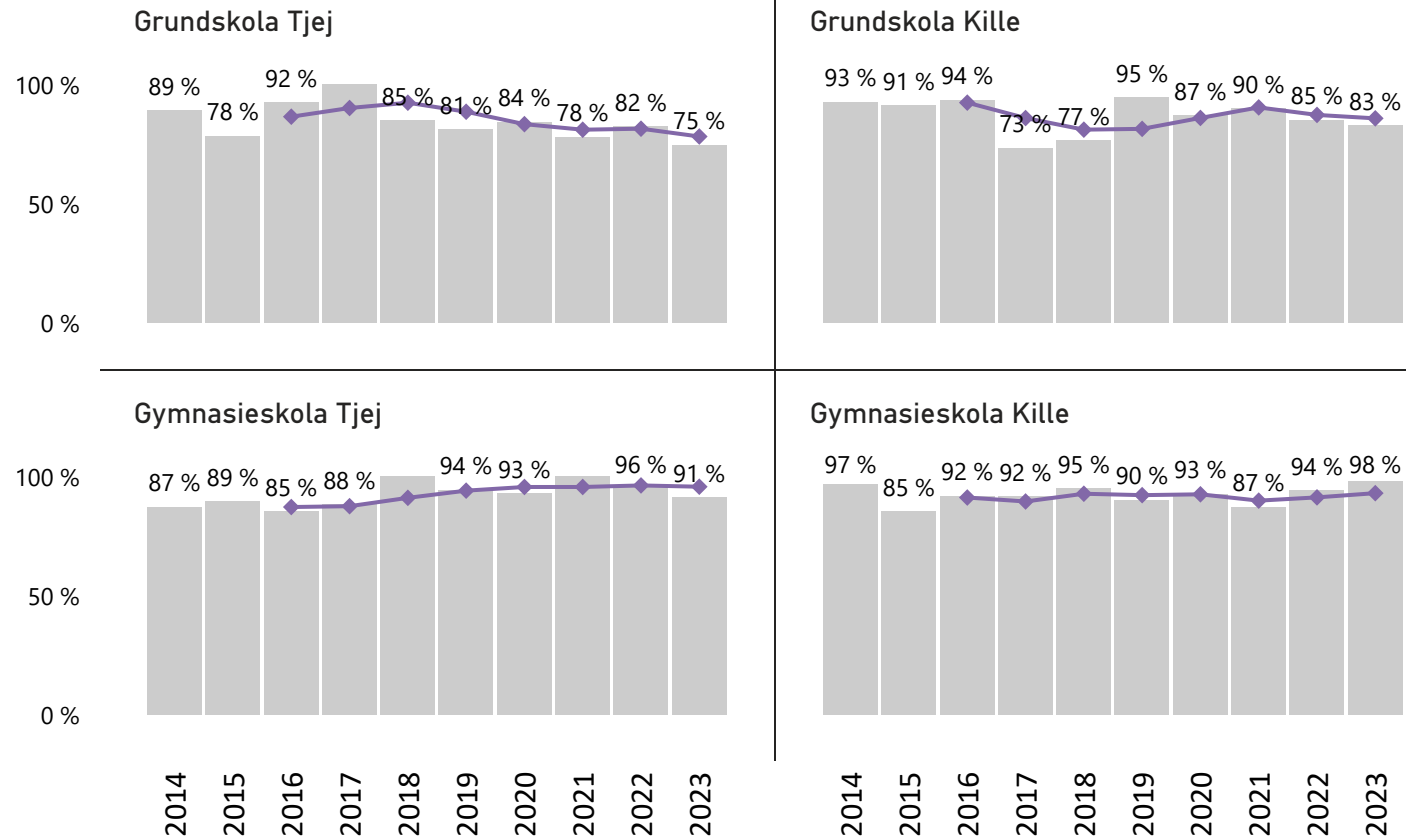 Grundskola Tjej
100 %
50 %
0 %
89 % 78 % 92 % 85 % 81 % 84 % 78 % 82 % 75 %
Grundskola Kille
93 % 91 % 94 % 73 % 77 % 95 % 87 % 90 % 85 % 83 %
Gymnasieskola Tjej
100 %
50 %
0 %
87 % 89 % 85 % 88 % 94 % 93 % 96 % 91 %
Gymnasieskola Kille
97 % 85 % 92 % 92 % 95 % 90 % 93 % 87 % 94 % 98 %
2014 2015 2016 2017 2018 2019 2020 2021 2022 2023
2014 2015 2016 2017 2018 2019 2020 2021 2022 2023